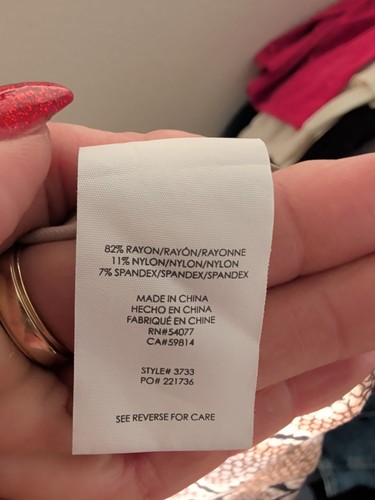 82% RAYON/RAYÓN/RAYONNE
11% NYLON/NYLON/NYLON
7% SPANDEX/SPANDEX/SPANDEX
MADE IN CHINA
HECHO EN CHINA
FABRIQUÉ EN CHINE
RN#54077
CA#59814
STYLE# 3733
PO# 221736
SEE REVERSE FOR CARE